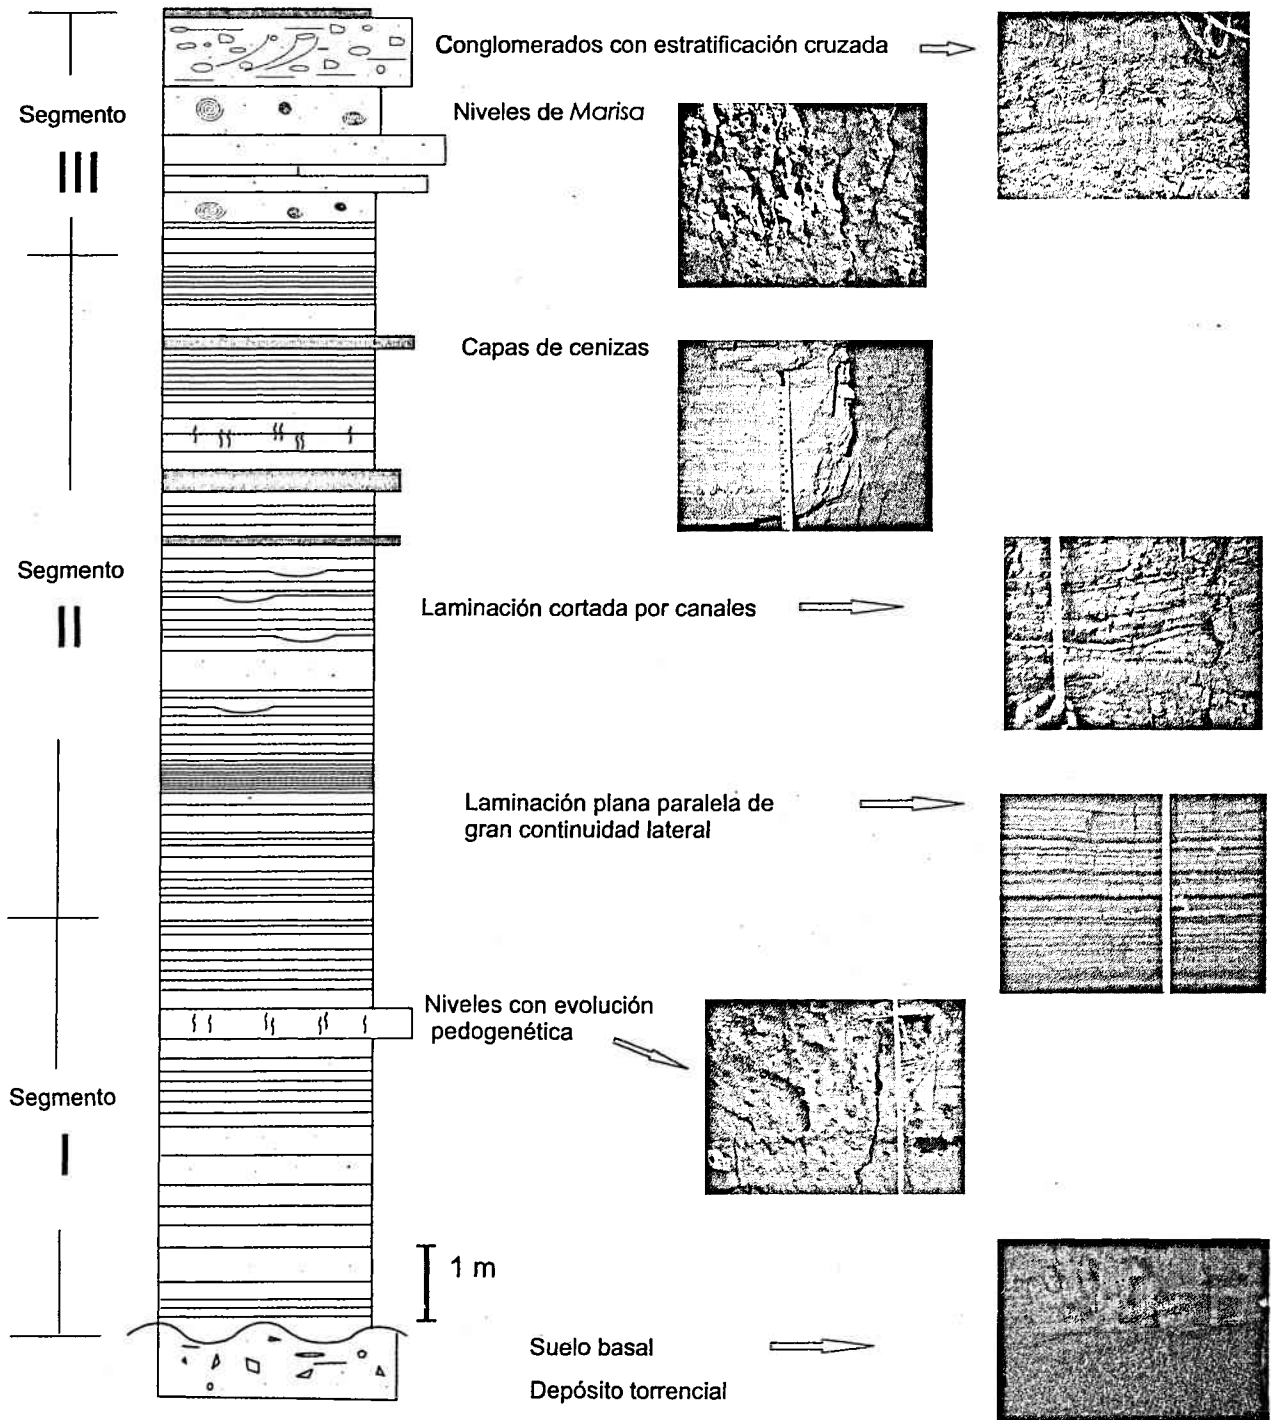 Conglomerados con estratificación cruzada
Segmento
III
Niveles de Marisa
Capas de cenizas
Segmento
II
Laminación cortada por canales
Laminación plana paralela de
gran continuidad lateral
Niveles con evolución
pedogenética
Segmento
I
1 m
Suelo basal
Depósito torrencial